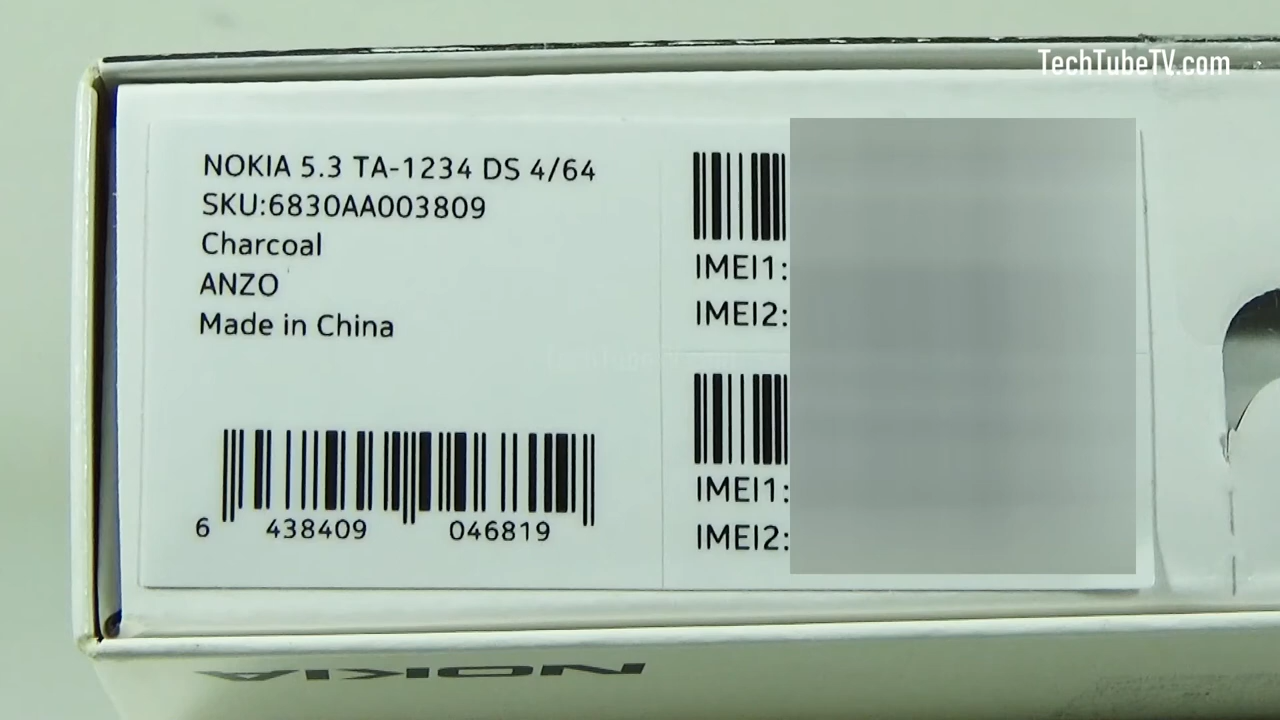 TechTubeTV.com
NOKIA 5.3 TA-1234 DS 4/64
SKU:6830AA003809
Charcoal
ANZO
Made in China
6 438409 046819
IMEI1:
IMEI2:
IMEI1:
IMEI2:
NOKIA